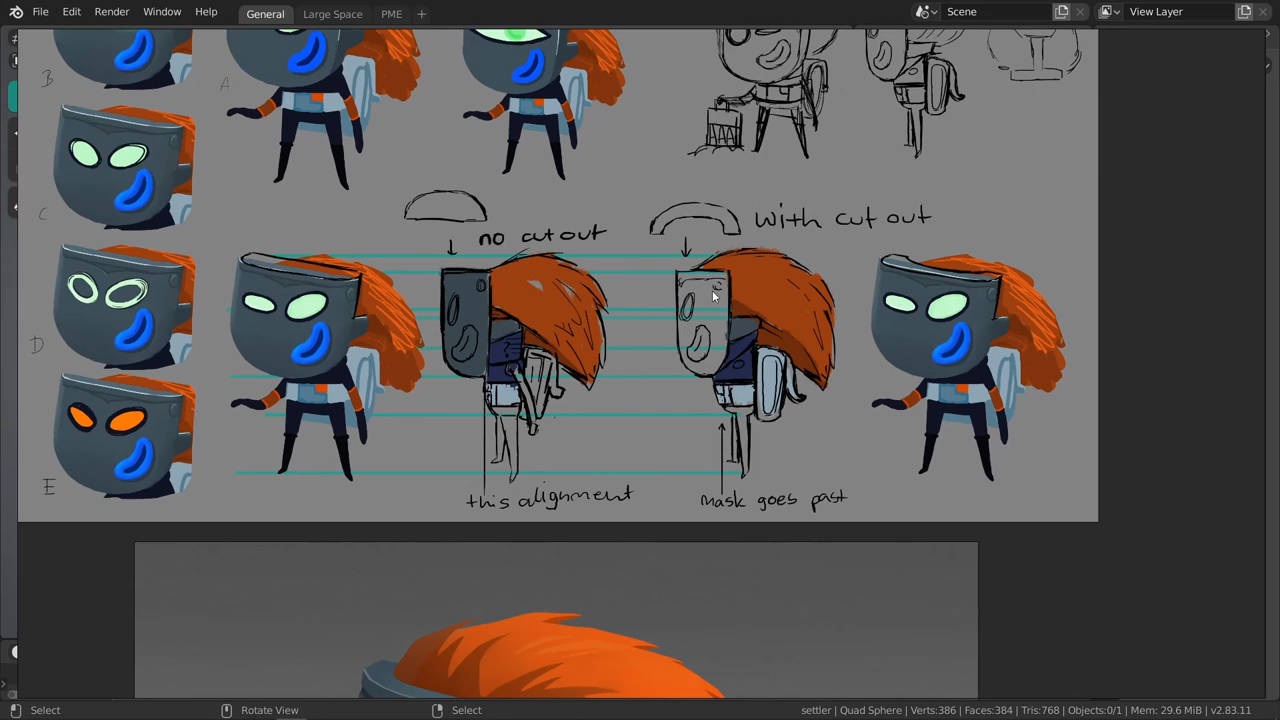 File Edit Render Window Help General Large Space PME + Scene View Layer
B
A
C
no cut out
with cut out
D
E
this alignment
mask goes past
Select Rotate View Select settler | Quad Sphere | Verts:386 | Faces:384 | Tris:768 | Objects:0/1 | Mem: 29.6 MiB | v2.83.11